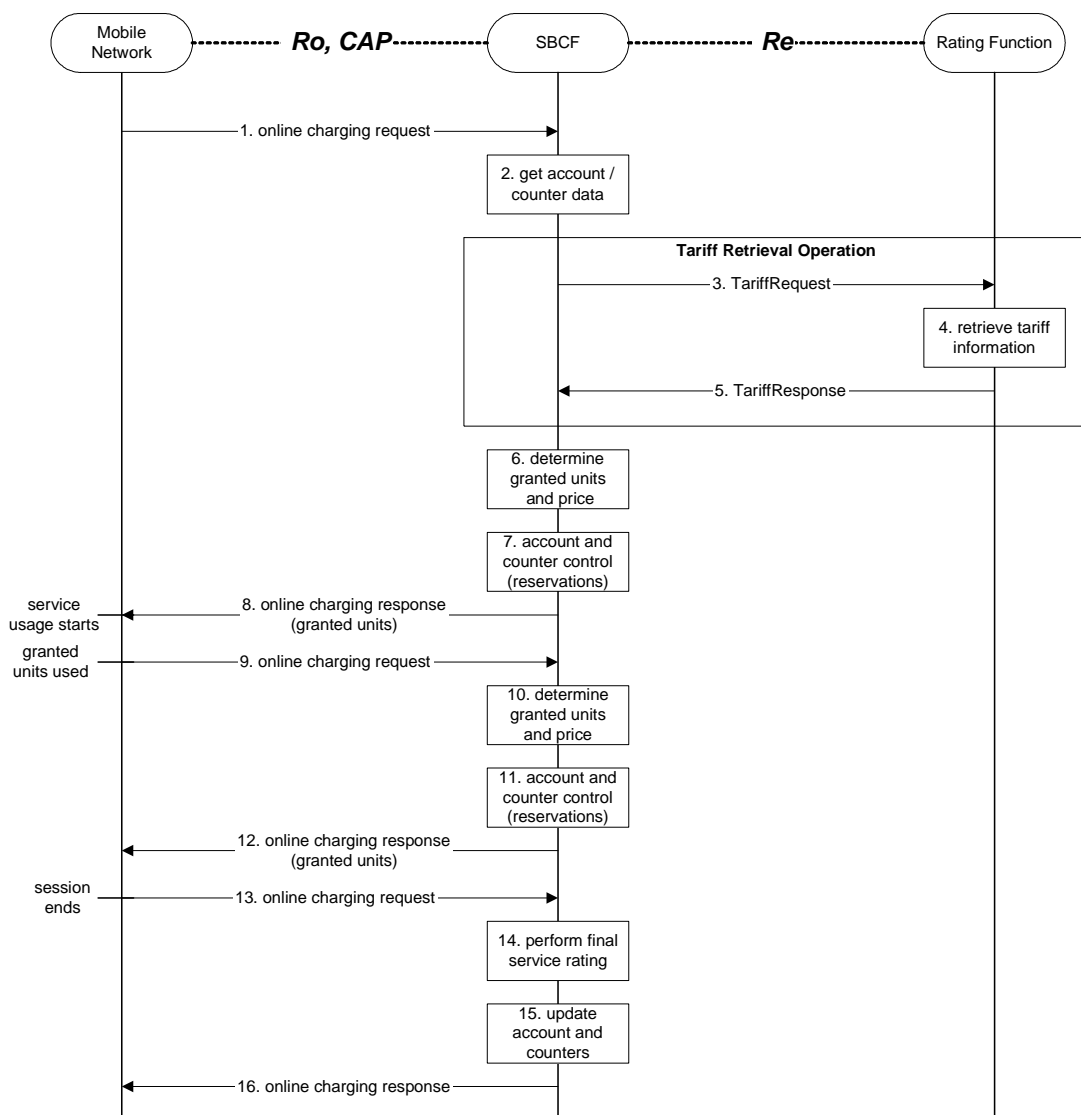 Mobile
Network
Ro, CAP
SBCF
Re
Rating Function
1. online charging request
2. get account /
counter data
Tariff Retrieval Operation
3. TariffRequest
4. retrieve tariff
information
5. TariffResponse
6. determine
granted units
and price
7. account and
counter control
(reservations)
service
usage starts
8. online charging response
(granted units)
granted
units used
9. online charging request
10. determine
granted units
and price
11. account and
counter control
(reservations)
12. online charging response
(granted units)
session
ends
13. online charging request
14. perform final
service rating
15. update
account and
counters
16. online charging response